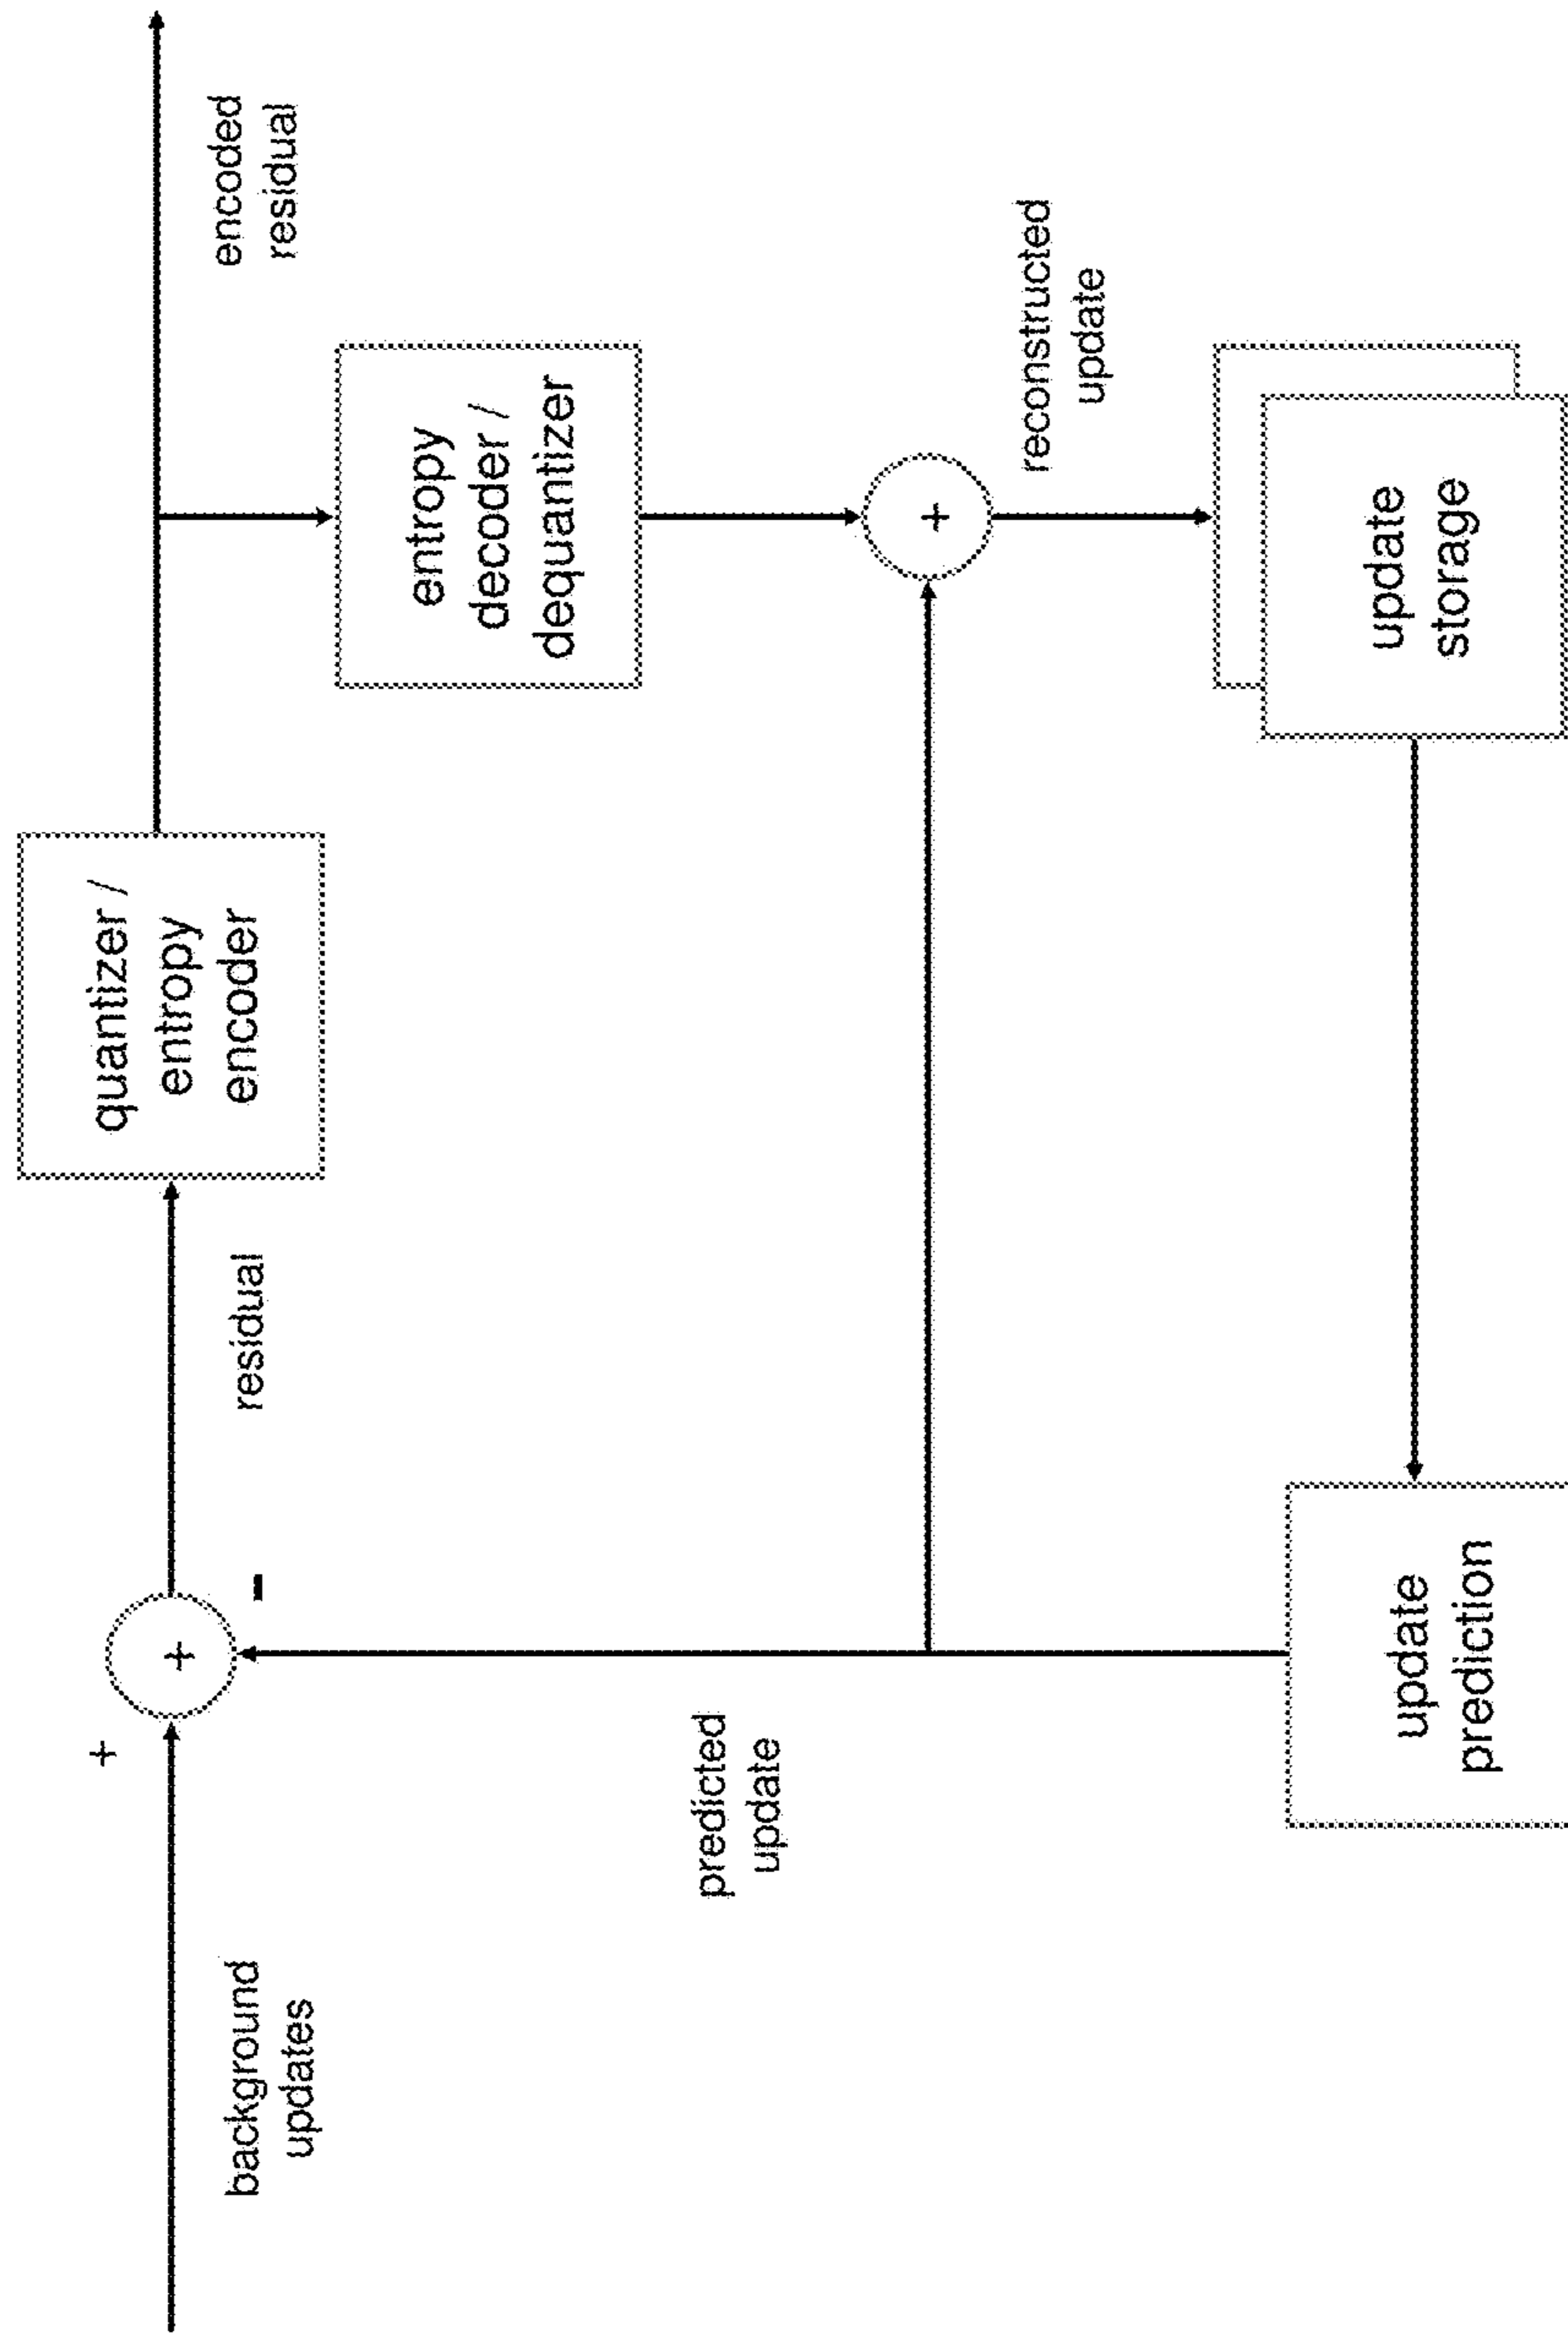 background
updates
+
+
-
residual
quantizer /
entropy
encoder
encoded
residual
entropy
decoder /
dequantizer
+
reconstructed
update
update
storage
update
prediction
predicted
update